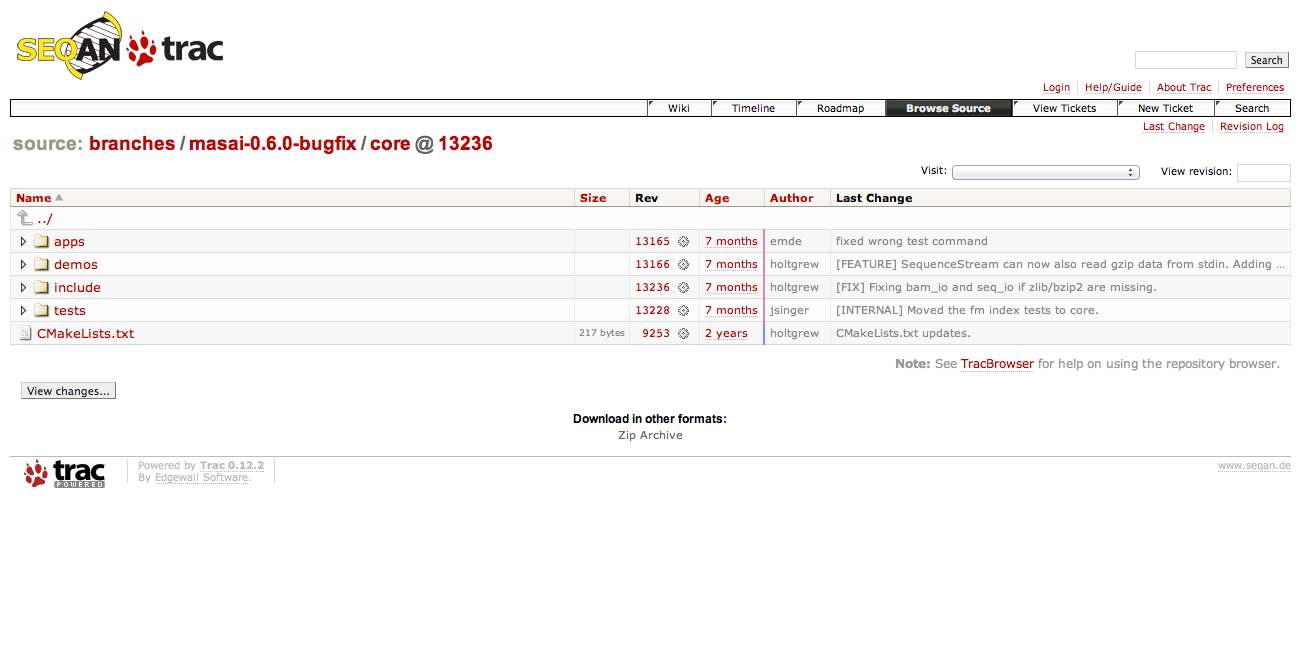 SEQAN trac
Search
Login Help/Guide About Trac Preferences
Wiki Timeline Roadmap Browse Source View Tickets New Ticket Search
Last Change Revision Log
source: branches / masai-0.6.0-bugfix / core @ 13236
Visit: View revision:
Name Size Rev Age Author Last Change
../
apps 13165 7 months emde fixed wrong test command
demos 13166 7 months holtgrew [FEATURE] SequenceStream can now also read gzip data from stdin. Adding ...
include 13236 7 months holtgrew [FIX] Fixing bam_io and seq_io if zlib/bzip2 are missing.
tests 13228 7 months jsinger [INTERNAL] Moved the fm index tests to core.
CMakeLists.txt 217 bytes 9253 2 years holtgrew CMakeLists.txt updates.
Note: See TracBrowser for help on using the repository browser.
View changes...
Download in other formats:
Zip Archive
trac POWERED
Powered by Trac 0.12.2
By Edgewall Software.
www.seqan.de